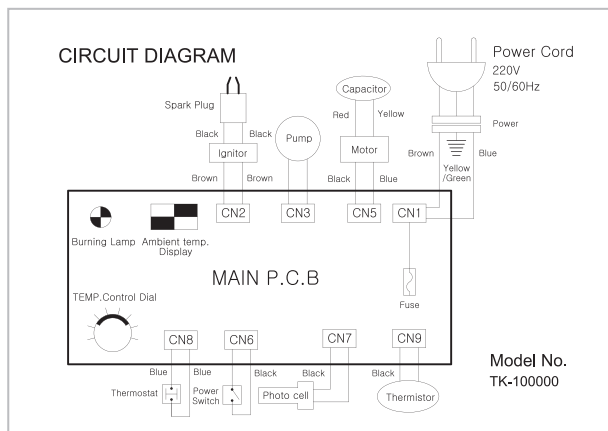 CIRCUIT DIAGRAM
Power Cord
220V
50/60Hz
Capacitor
Spark Plug
Red
Yellow
Power
Black
Black
Pump
Ignitor
Motor
Brown
Blue
Yellow
/Green
Brown
Brown
Black
Blue
CN2
CN3
CN5
CN1
Burning Lamp
Ambient temp.
Display
MAIN P.C.B
Fuse
TEMP.Control Dial
CN8
CN6
CN7
CN9
Blue
Blue
Black
Black
Black
Black
Thermostat
Power
Switch
Photo cell
Thermistor
Model No.
TK-100000